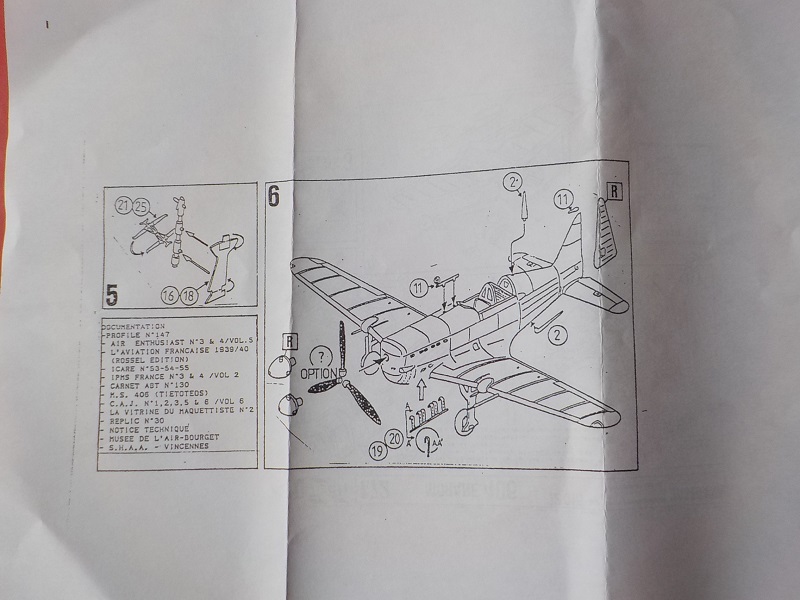 21 25
16 18
5
DOCUMENTATION
- PROFILE N°147
- AIR ENTHUSIAST N°3 & 4/VOL.5
- L'AVIATION FRANCAISE 1939/40
(ROSSEL EDITION)
- ICARE N°53-54-55
- IPMS FRANCE N°3 & 4 /VOL 2
- CARNET ADT N°130
- M.S. 406 (TIETOTEOS)
- C.A.J. N°1,2,3,5 & 6 /VOL 6
- LA VITRINE DU MAQUETTISTE N°2
- REPLIC N°30
- NOTICE TECHNIQUE
- MUSEE DE L'AIR-BOURGET
- S.H.A.A. - VINCENNES
6
2
11
R
11
2
R
?
OPTION
A
A
19 20
AA'